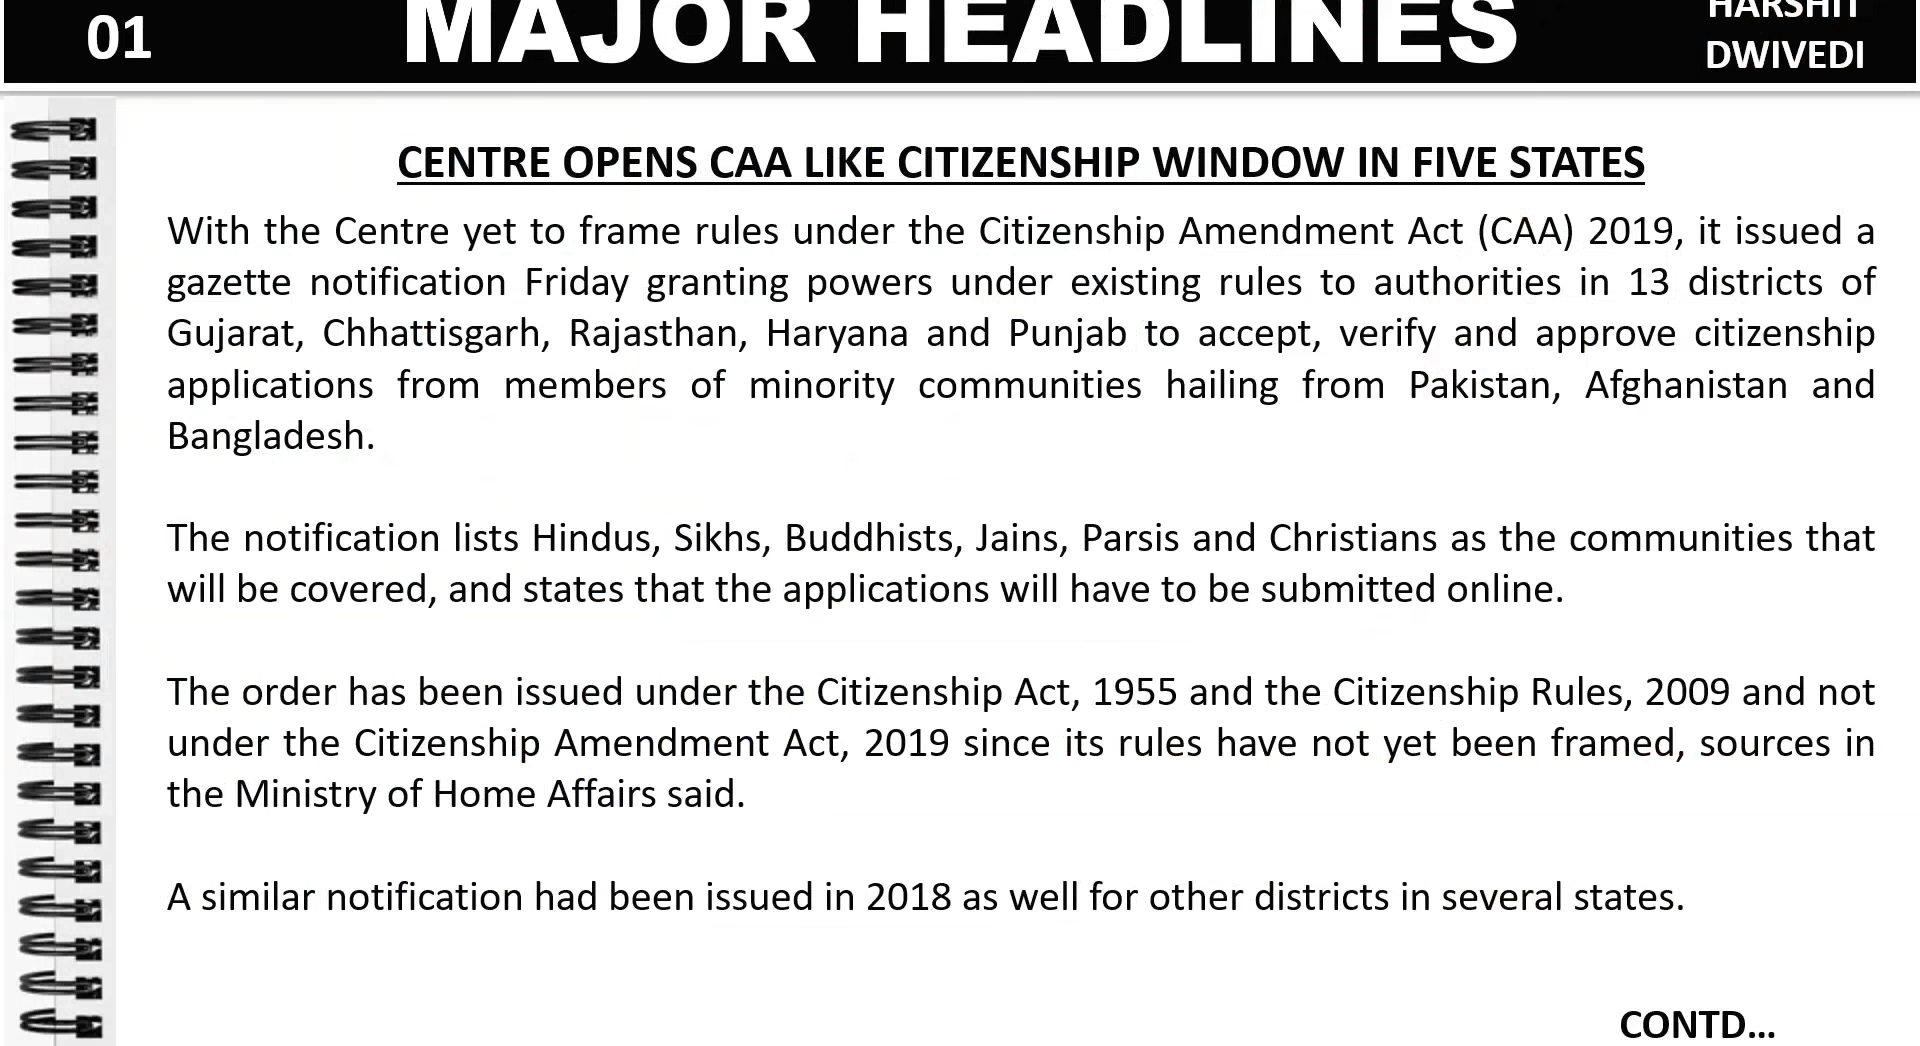 01
MAJOR HEADLINES
HARSHIT
DWIVEDI
CENTRE OPENS CAA LIKE CITIZENSHIP WINDOW IN FIVE STATES
With the Centre yet to frame rules under the Citizenship Amendment Act (CAA) 2019, it issued a
gazette notification Friday granting powers under existing rules to authorities in 13 districts of
Gujarat, Chhattisgarh, Rajasthan, Haryana and Punjab to accept, verify and approve citizenship
applications from members of minority communities hailing from Pakistan, Afghanistan and
Bangladesh.
The notification lists Hindus, Sikhs, Buddhists, Jains, Parsis and Christians as the communities that
will be covered, and states that the applications will have to be submitted online.
The order has been issued under the Citizenship Act, 1955 and the Citizenship Rules, 2009 and not
under the Citizenship Amendment Act, 2019 since its rules have not yet been framed, sources in
the Ministry of Home Affairs said.
A similar notification had been issued in 2018 as well for other districts in several states.
CONTD...